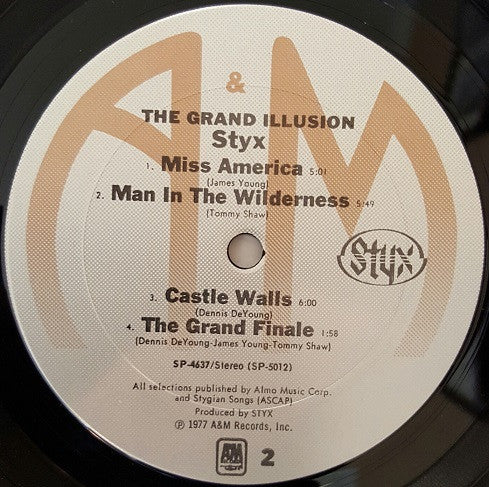 A & M
THE GRAND ILLUSION
Styx
1. Miss America 5:01
(James Young)
2. Man In The Wilderness 5:49
(Tommy Shaw)
Styx
3. Castle Walls 6:00
(Dennis DeYoung)
4. The Grand Finale 1:58
(Dennis DeYoung-James Young-Tommy Shaw)
SP-4637/Stereo (SP-5012)
All selections published by Almo Music Corp.
and Stygian Songs (ASCAP)
Produced by STYX
℗ 1977 A&M Records, Inc.
A&M 2